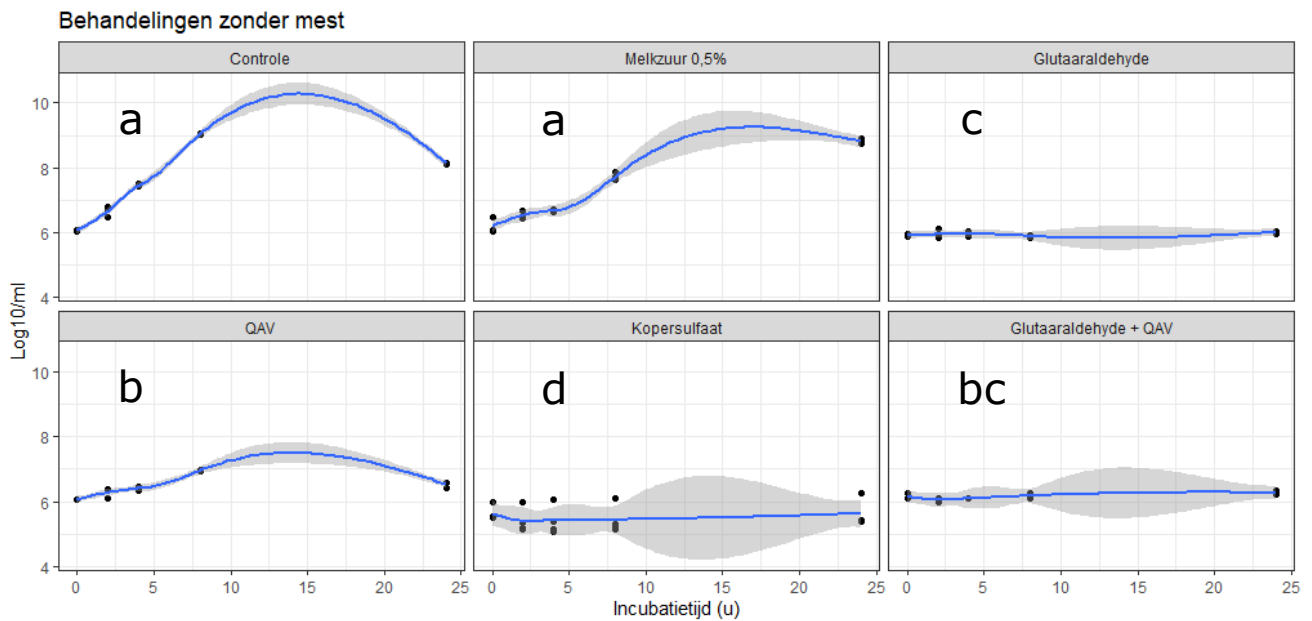 Behandelingen zonder mest
Controle
Melkzuur 0,5%
Glutaaraldehyde
a
a
c
10
8
6
4
QAV
Kopersulfaat
Glutaaraldehyde + QAV
b
d
bc
10
8
6
4
Log10/ml
0 5 10 15 20 25
0 5 10 15 20 25
0 5 10 15 20 25
Incubatietijd (u)